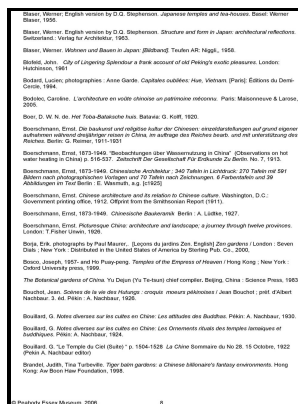 Blaser, Werner; English version by D.Q. Stephenson. Japanese temples and tea-houses. Basel. Werner
Blaser, 1956.
Blaser, Werner; English version by D.Q. Stephenson. Structure and form in Japan: architectural reflections.
Switzerland.: Verlag fur Architektur, 1963.
Blaser, Werner. Wohnen und Bauen in Japan: [Bildband]. Teufen AR: Niggli,, 1958.
Blofeld, John. City of Lingering Splendour a frank account of old Peking's exotic pleasures. London:
Hutchinson, 1961
Bodard, Lucien; photographies : Anne Garde. Capitales oubliées: Hue, Vietnam. [Paris]: Éditions du Demi-
Cercle, 1994.
Bodolec, Caroline. L'architecture en voûte chinoise un patrimoine méconnu. Paris: Maisonneuve & Larose,
2005.
Boer, D. W. N. de. Het Toba-Bataksche huis. Batavia: G. Kolff, 1920.
Boerschmann, Ernst. Die baukunst und religiöse kultur der Chinesen: einzeldarstellungen auf grund eigener
aufnahmen während dreijähriger reisen in China, im auftrage des Reiches bearb. und mit unterstützung des
Reiches. Berlin: G. Reimer, 1911-1931
Boerschmann, Ernst, 1873-1949. "Beobachtungen über Wassernutzung in China" (Observations on hot
water heating in China) p. 516-537. Zeitschrift Der Gesellschaft Für Erdkunde Zu Berlin. No. 7, 1913.
Boerschmann, Ernst, 1873-1949. Chinesische Architektur ; 340 Tafeln in Lichtdruck: 270 Tafeln mit 591
Bildern nach photographischen Vorlagen und 70 Tafeln nach Zeichnungen. 6 Farbentafeln und 39
Abbildungen im Text Berlin : E. Wasmuth, a.g. [c1925]
Boerschmann, Ernst. Chinese architecture and its relation to Chinese culture. Washington, D.C.;
Government printing office, 1912. Offprint from the Smithsonian Report (1911).
Boerschmann, Ernst, 1873-1949. Chinesische Baukeramik Berlin : A. Lüdtke, 1927.
Boerschmann, Ernst. Picturesque China: architecture and landscape; a journey through twelve provinces.
London: T.Fisher Unwin, 1926.
Borja, Erik. photographs by Paul Maurer,. [Leçons du jardins Zen. English] Zen gardens / London : Seven
Dials ; New York : Distributed in the United States of America by Sterling Pub. Co., 2000,
Bosco, Joseph, 1957- and Ho Puay-peng. Temples of the Empress of Heaven / Hong Kong ; New York :
Oxford University press, 1999.
The Botanical gardens of China. Yu Dejun (Yu Te-tsun) chief compiler, Beijing, China : Science Press, 1983
Bouchot, Jean. Scènes de la vie des Hutungs : croquis moeurs pékinoises / Jean Bouchot ; préf. d'Albert
Nachbaur. 3. éd. Pékin : A. Nachbaur, 1926.
Bouillard, G. Notes diverses sur les cultes en Chine: Les attitudes des Buddhas. Pékin: A. Nachbaur, 1930.
Bouillard, G. Notes diverses sur les cultes en Chine: Les Ornements rituals des temples lamaiques et
buddhiques. Pékin: A. Nachbaur, 1924.
Bouillard, G. "Le Temple du Ciel (Suite) " p. 1504-1528 La Chine Sommaire du No 28, 15 Octobre, 1922
(Pekin A. Nachbaur editor)
Brandel, Judith, Tina Turbeville. Tiger balm gardens: a Chinese billionaire's fantasy environments. Hong
Kong: Aw Boon Haw Foundation, 1998.
© Peabody Essex Museum, 2006 8